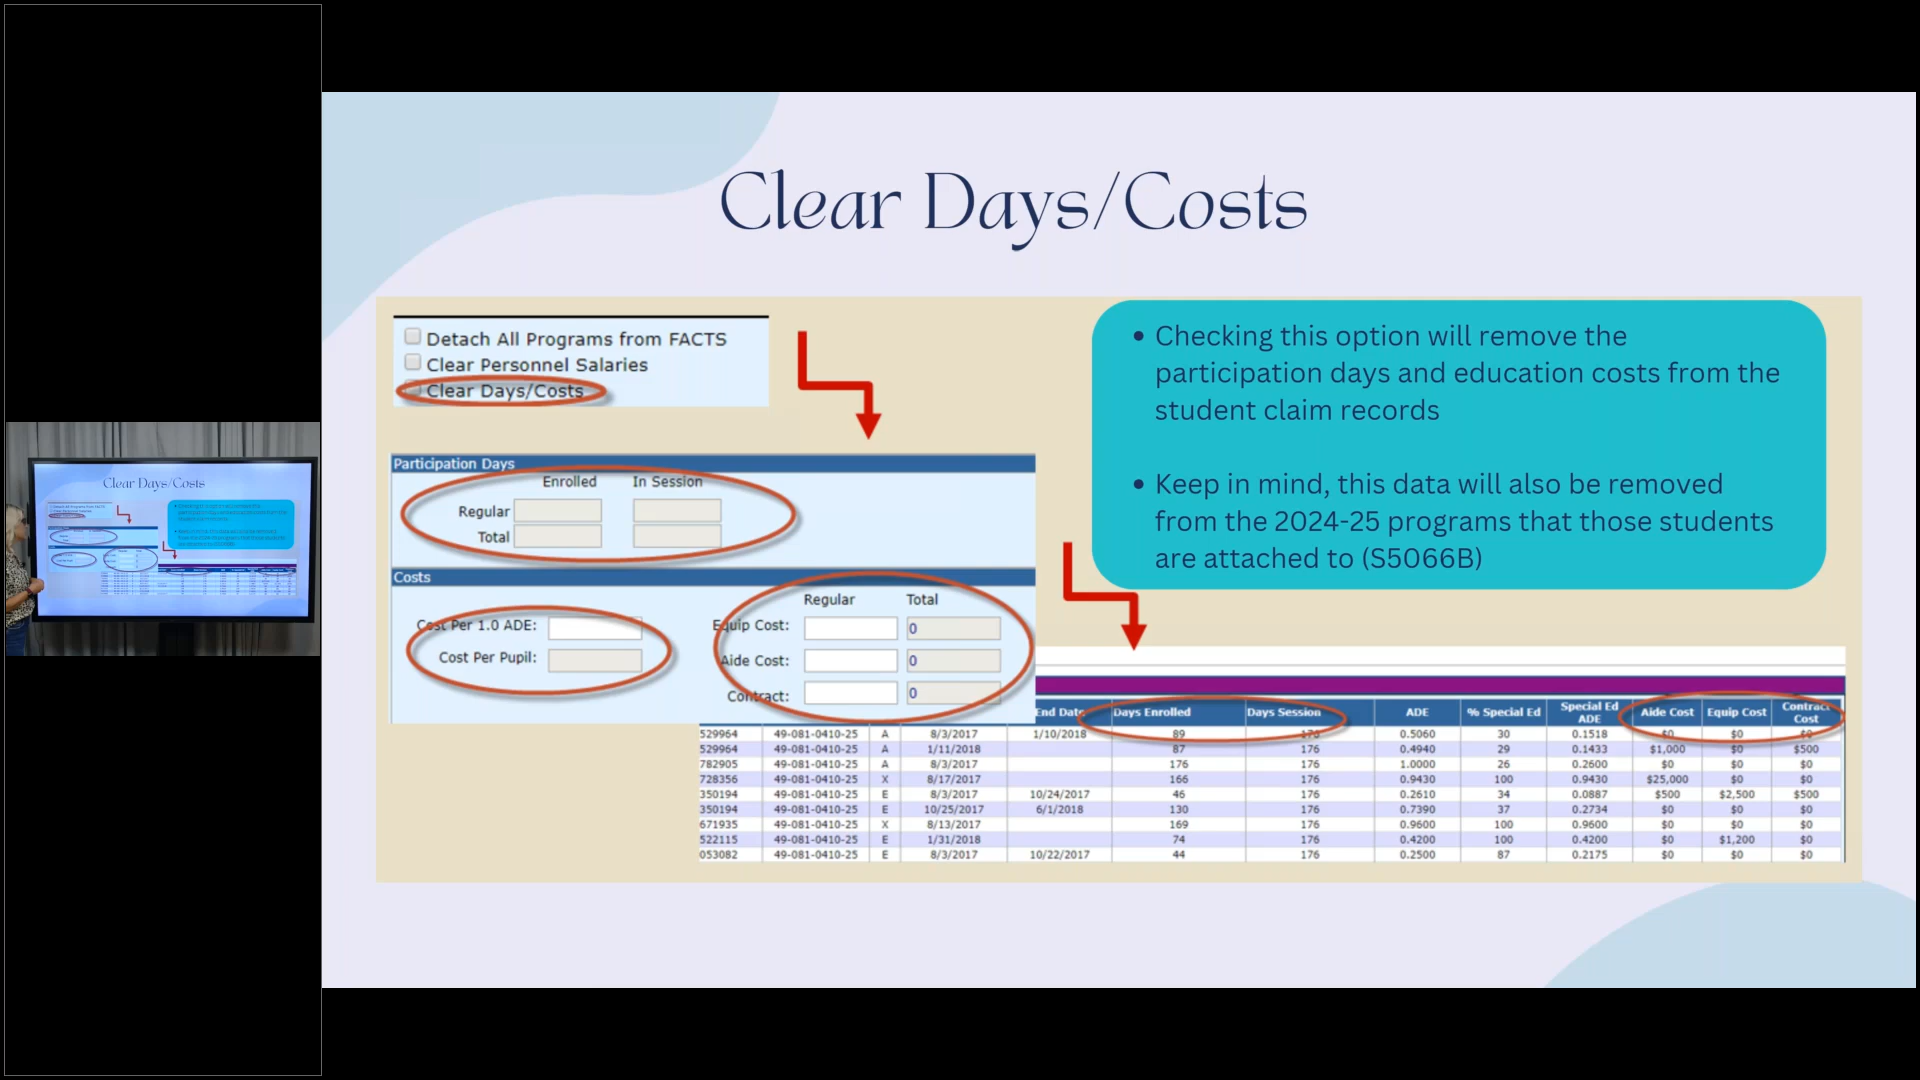 Clear Days/Costs
Detach All Programs from FACTS
Clear Personnel Salaries
Clear Days/Costs
Checking this option will remove the
participation days and education costs from the
student claim records
Keep in mind, this data will also be removed
from the 2024-25 programs that those students
are attached to (S5066B)
Participation Days
Enrolled In Session
Regular
Total
Costs
Regular Total
Cost Per 1.0 ADE:
Cost Per Pupil:
Equip Cost: 0
Aide Cost: 0
Contract: 0
End Date Days Enrolled Days Session ADE % Special Ed Special Ed ADE Aide Cost Equip Cost Contract Cost
529964 49-081-0410-25 A 8/3/2017 1/10/2018 89 176 0.5060 30 0.1518 $0 $0 $0
529964 49-081-0410-25 A 1/11/2018 87 176 0.4940 29 0.1433 $1,000 $0 $500
782905 49-081-0410-25 A 8/3/2017 176 176 1.0000 26 0.2600 $0 $0 $0
728356 49-081-0410-25 X 8/17/2017 166 176 0.9430 100 0.9430 $25,000 $0 $0
350194 49-081-0410-25 E 8/3/2017 10/24/2017 46 176 0.2610 34 0.0887 $500 $2,500 $500
350194 49-081-0410-25 E 10/25/2017 6/1/2018 130 176 0.7390 37 0.2734 $0 $0 $0
671935 49-081-0410-25 X 8/13/2017 169 176 0.9600 100 0.9600 $0 $0 $0
522115 49-081-0410-25 E 1/31/2018 74 176 0.4200 100 0.4200 $0 $1,200 $0
053082 49-081-0410-25 E 8/3/2017 10/22/2017 44 176 0.2500 87 0.2175 $0 $0 $0
Clear Days/Costs